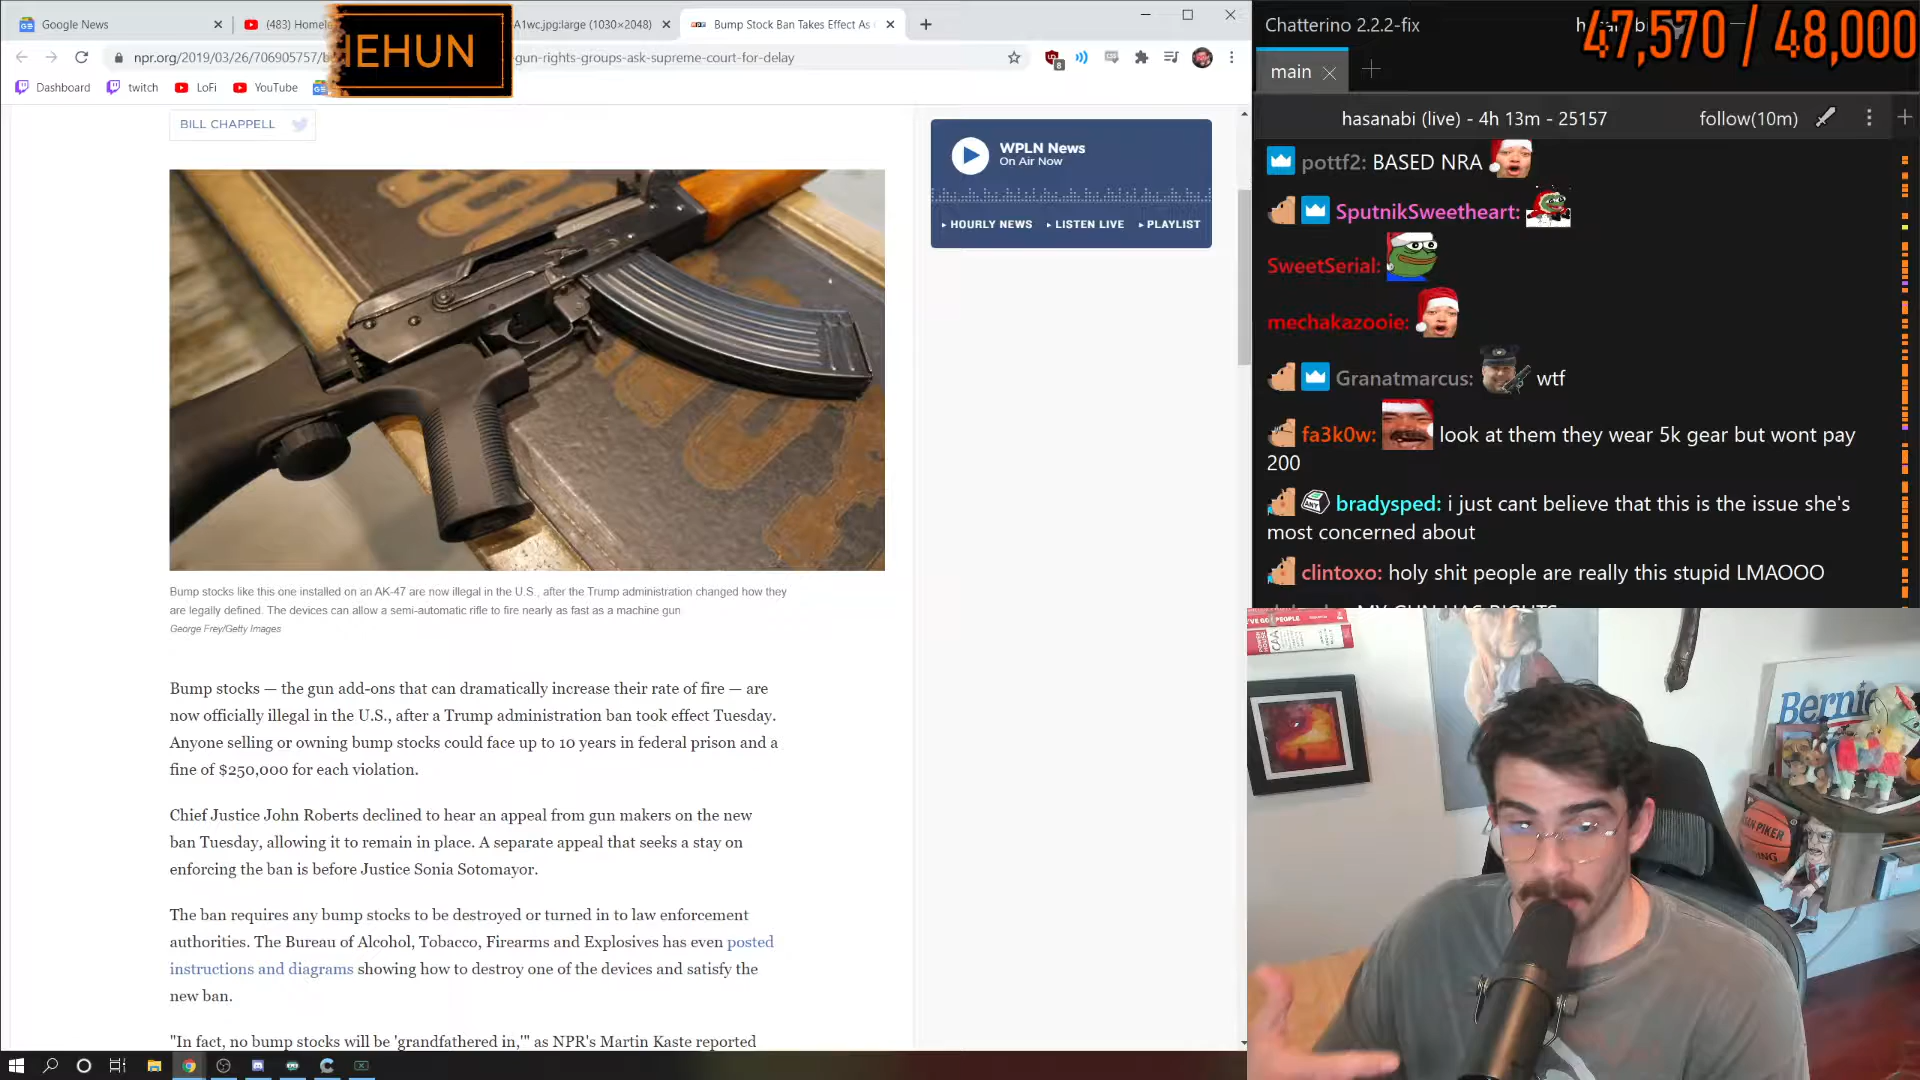 Google News
(483) Homele
A1wc.jpg:large (1030×2048)
Bump Stock Ban Takes Effect As
HEHUN
npr.org/2019/03/26/706905757/b
gun-rights-groups-ask-supreme-court-for-delay
8
Dashboard
twitch
LoFi
YouTube
BILL CHAPPELL
WPLN News
On Air Now
HOURLY NEWS
LISTEN LIVE
PLAYLIST
Bump stocks like this one installed on an AK-47 are now illegal in the U.S., after the Trump administration changed how they
are legally defined. The devices can allow a semi-automatic rifle to fire nearly as fast as a machine gun.
George Frey/Getty Images
Bump stocks — the gun add-ons that can dramatically increase their rate of fire — are
now officially illegal in the U.S., after a Trump administration ban took effect Tuesday.
Anyone selling or owning bump stocks could face up to 10 years in federal prison and a
fine of $250,000 for each violation.
Chief Justice John Roberts declined to hear an appeal from gun makers on the new
ban Tuesday, allowing it to remain in place. A separate appeal that seeks a stay on
enforcing the ban is before Justice Sonia Sotomayor.
The ban requires any bump stocks to be destroyed or turned in to law enforcement
authorities. The Bureau of Alcohol, Tobacco, Firearms and Explosives has even posted
instructions and diagrams showing how to destroy one of the devices and satisfy the
new ban.
"In fact, no bump stocks will be 'grandfathered in,'" as NPR's Martin Kaste reported
Chatterino 2.2.2-fix
47,570 / 48,000
main
hasanabi (live) - 4h 13m - 25157
follow(10m)
pottf2: BASED NRA
SputnikSweetheart:
SweetSerial:
mechakazooie:
Granatmarcus: wtf
fa3k0w: look at them they wear 5k gear but wont pay
200
bradysped: i just cant believe that this is the issue she's
most concerned about
clintoxo: holy shit people are really this stupid LMAOOO
MY GUN HAS RIGHTS
Bernie